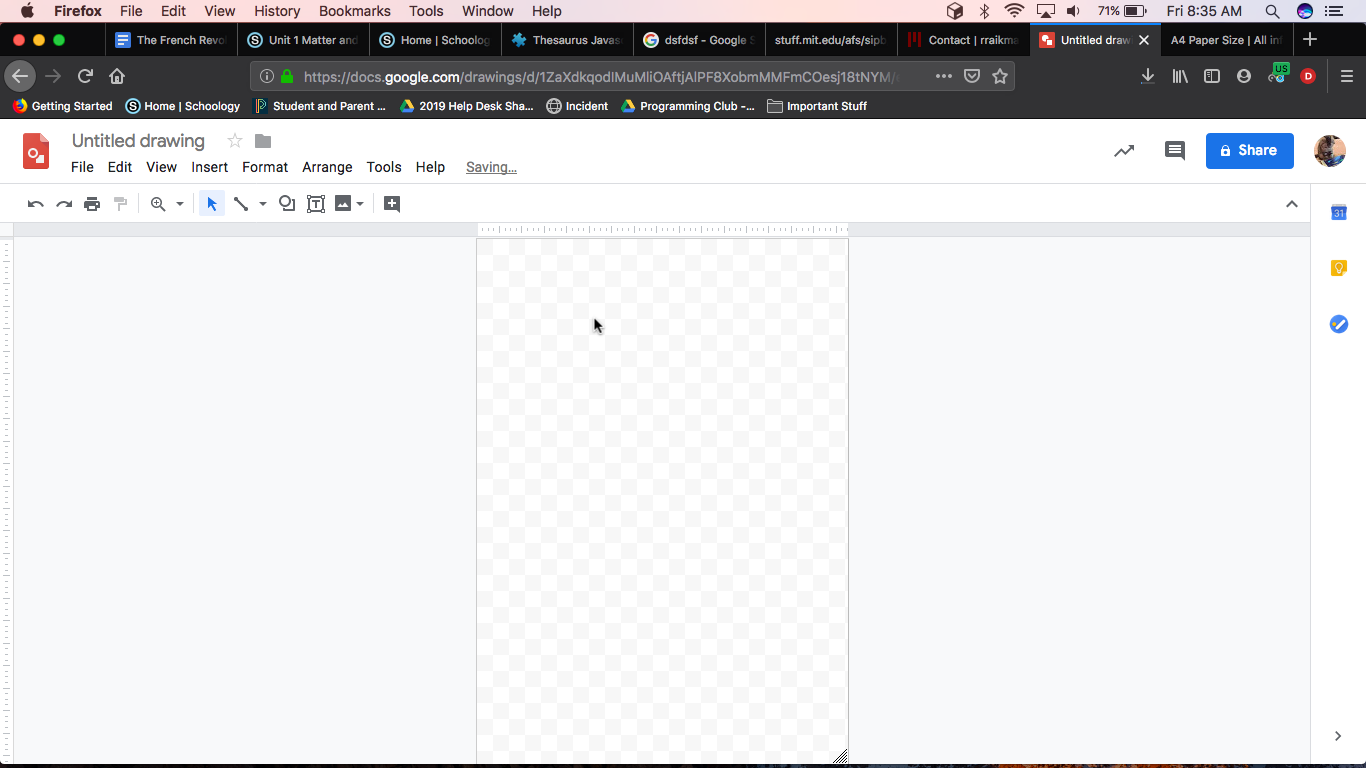 Firefox File Edit View History Bookmarks Tools Window Help 71% Fri 8:35 AM
The French Revo Unit 1 Matter and Home | Schoolog Thesaurus Javas dsfdsf - Google S stuff.mit.edu/afs/sipb Contact | rraikma Untitled draw A4 Paper Size | All inf
https://docs.google.com/drawings/d/1ZaXdkqodIMuMliOAftjAlPF8XobmMMFmCOesj18tNYM/e US D
Getting Started Home | Schoology Student and Parent ... 2019 Help Desk Sha... Incident Programming Club -... Important Stuff
Untitled drawing
File Edit View Insert Format Arrange Tools Help Saving... Share
31